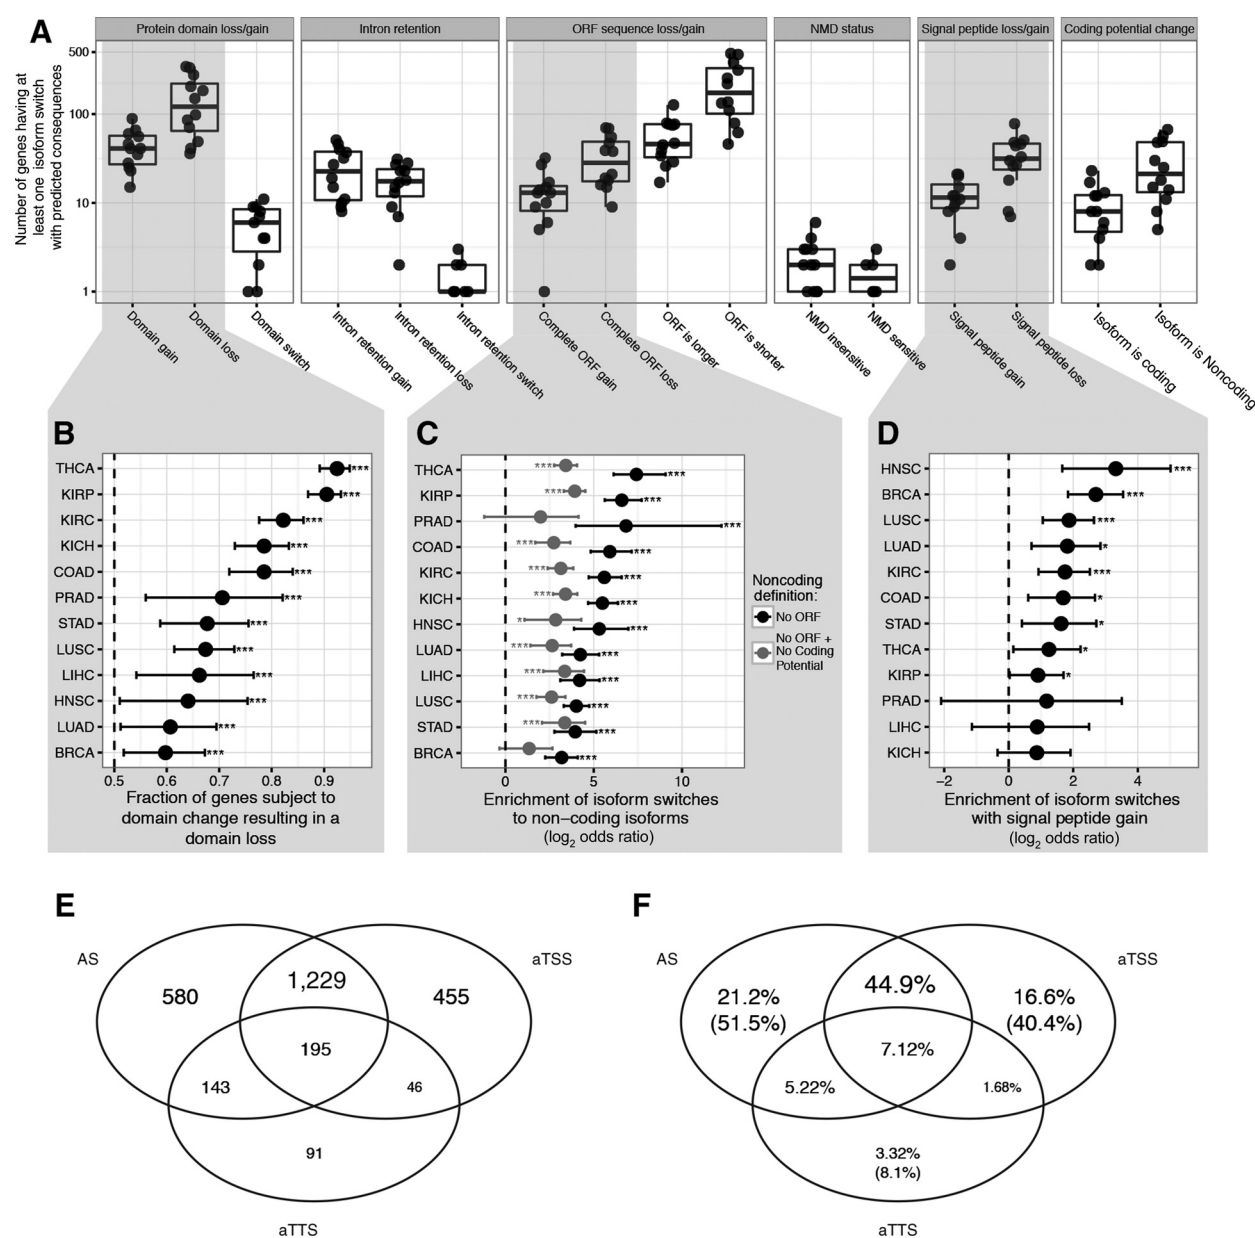 A
Protein domain loss/gain
Intron retention
ORF sequence loss/gain
NMD status
Signal peptide loss/gain
Coding potential change
Number of genes having at
least one isoform switch
with predicted consequences
500
100
10
1
Domain gain
Domain loss
Domain switch
Intron retention gain
Intron retention loss
Intron retention switch
Complete ORF gain
Complete ORF loss
ORF is longer
ORF is shorter
NMD insensitive
NMD sensitive
Signal peptide gain
Signal peptide loss
Isoform is coding
Isoform is Noncoding
B
THCA ***
KIRP ***
KIRC ***
KICH ***
COAD ***
PRAD ***
STAD ***
LUSC ***
LIHC ***
HNSC ***
LUAD ***
BRCA ***
0.5 0.6 0.7 0.8 0.9
Fraction of genes subject to
domain change resulting in a
domain loss
C
THCA *** ***
KIRP *** ***
PRAD ***
COAD *** ***
KIRC *** ***
KICH *** ***
HNSC * ***
LUAD *** ***
LIHC *** ***
LUSC *** ***
STAD *** ***
BRCA ***
0 5 10
Enrichment of isoform switches
to non−coding isoforms
(log2 odds ratio)
Noncoding
definition:
No ORF
No ORF +
No Coding
Potential
D
HNSC ***
BRCA ***
LUSC ***
LUAD *
KIRC ***
COAD *
STAD *
THCA *
KIRP *
PRAD
LIHC
KICH
−2 0 2 4
Enrichment of isoform switches
with signal peptide gain
(log2 odds ratio)
E
AS
aTSS
580
1,229
455
195
143
46
91
aTTS
F
AS
aTSS
21.2%
(51.5%)
44.9%
16.6%
(40.4%)
7.12%
5.22%
1.68%
3.32%
(8.1%)
aTTS